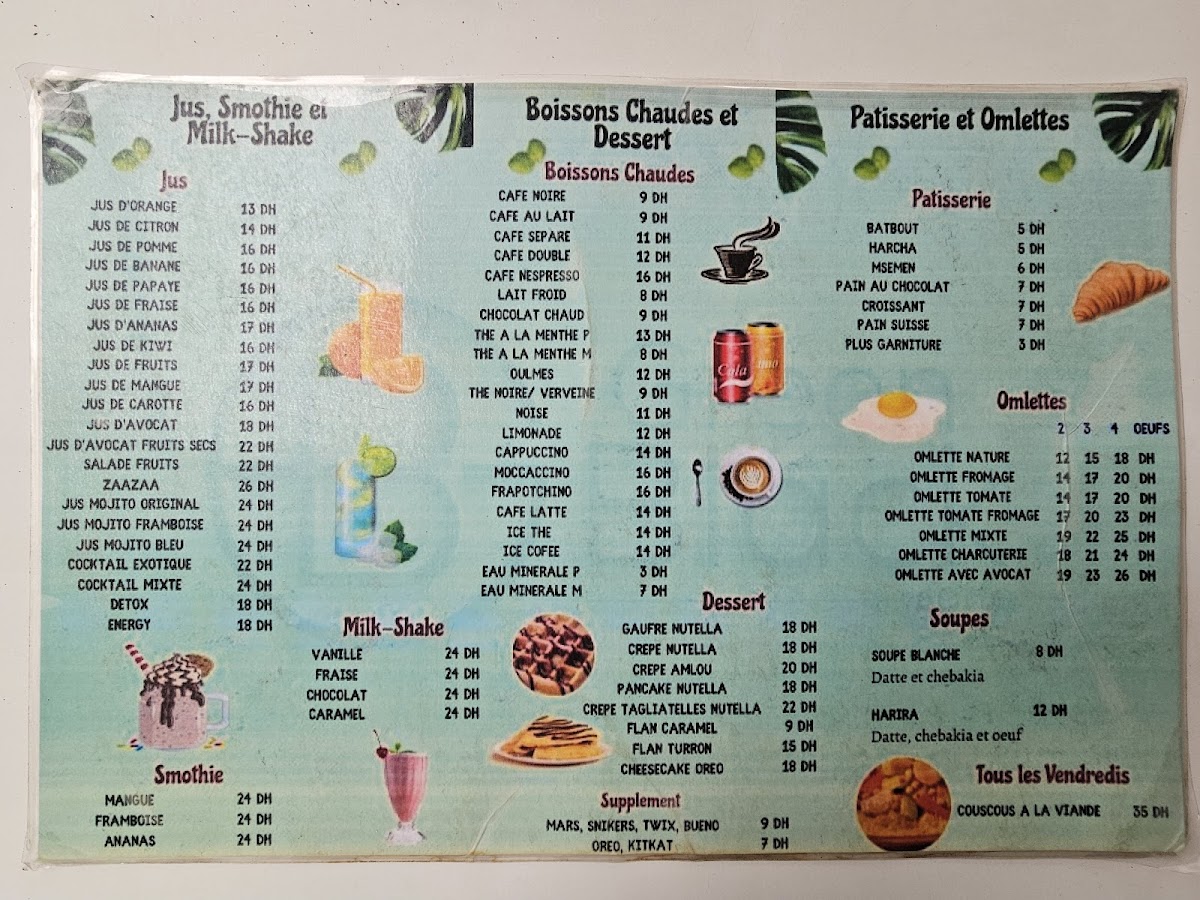 Jus, Smothie et
Milk-Shake
Jus
JUS D'ORANGE 13 DH
JUS DE CITRON 14 DH
JUS DE POMME 16 DH
JUS DE BANANE 16 DH
JUS DE PAPAYE 16 DH
JUS DE FRAISE 16 DH
JUS D'ANANAS 17 DH
JUS DE KIWI 16 DH
JUS DE FRUITS 17 DH
JUS DE MANGUE 17 DH
JUS DE CAROTTE 16 DH
JUS D'AVOCAT 18 DH
JUS D'AVOCAT FRUITS SECS 22 DH
SALADE FRUITS 22 DH
ZAAZAA 26 DH
JUS MOJITO ORIGINAL 24 DH
JUS MOJITO FRAMBOISE 24 DH
JUS MOJITO BLEU 24 DH
COCKTAIL EXOTIQUE 22 DH
COCKTAIL MIXTE 24 DH
DETOX 18 DH
ENERGY 18 DH
Milk-Shake
VANILLE 24 DH
FRAISE 24 DH
CHOCOLAT 24 DH
CARAMEL 24 DH
Smothie
MANGUE 24 DH
FRAMBOISE 24 DH
ANANAS 24 DH
Boissons Chaudes et
Dessert
Boissons Chaudes
CAFE NOIRE 9 DH
CAFE AU LAIT 9 DH
CAFE SEPARE 11 DH
CAFE DOUBLE 12 DH
CAFE NESPRESSO 16 DH
LAIT FROID 8 DH
CHOCOLAT CHAUD 9 DH
THE A LA MENTHE P 13 DH
THE A LA MENTHE M 8 DH
OULMES 12 DH
THE NOIRE/ VERVEINE 9 DH
NOISE 11 DH
LIMONADE 12 DH
CAPPUCCINO 14 DH
MOCCACCINO 16 DH
FRAPOTCHINO 16 DH
CAFE LATTE 14 DH
ICE THE 14 DH
ICE COFEE 14 DH
EAU MINERALE P 3 DH
EAU MINERALE M 7 DH
Cola
Dessert
GAUFRE NUTELLA 18 DH
CREPE NUTELLA 18 DH
CREPE AMLOU 20 DH
PANCAKE NUTELLA 18 DH
CREPE TAGLIATELLES NUTELLA 22 DH
FLAN CARAMEL 9 DH
FLAN TURRON 15 DH
CHEESECAKE OREO 18 DH
Supplement
MARS, SNIKERS, TWIX, BUENO 9 DH
OREO, KITKAT 7 DH
Patisserie et Omlettes
Patisserie
BATBOUT 5 DH
HARCHA 5 DH
MSEMEN 6 DH
PAIN AU CHOCOLAT 7 DH
CROISSANT 7 DH
PAIN SUISSE 7 DH
PLUS GARNITURE 3 DH
Omlettes
2 3 4 OEUFS
OMLETTE NATURE 12 15 18 DH
OMLETTE FROMAGE 14 17 20 DH
OMLETTE TOMATE 14 17 20 DH
OMLETTE TOMATE FROMAGE 17 20 23 DH
OMLETTE MIXTE 19 22 25 DH
OMLETTE CHARCUTERIE 18 21 24 DH
OMLETTE AVEC AVOCAT 19 23 26 DH
Soupes
SOUPE BLANCHE 8 DH
Datte et chebakia
HARIRA 12 DH
Datte, chebakia et oeuf
Tous les Vendredis
COUSCOUS A LA VIANDE 35 DH